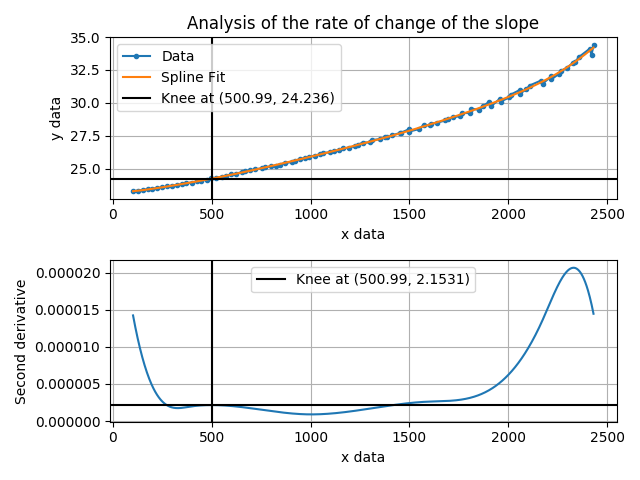 Analysis of the rate of change of the slope
35.0
32.5
30.0
27.5
25.0
y data
Data
Spline Fit
Knee at (500.99, 24.236)
0 500 1000 1500 2000 2500
x data
0.000020
0.000015
0.000010
0.000005
0.000000
Second derivative
Knee at (500.99, 2.1531)
0 500 1000 1500 2000 2500
x data